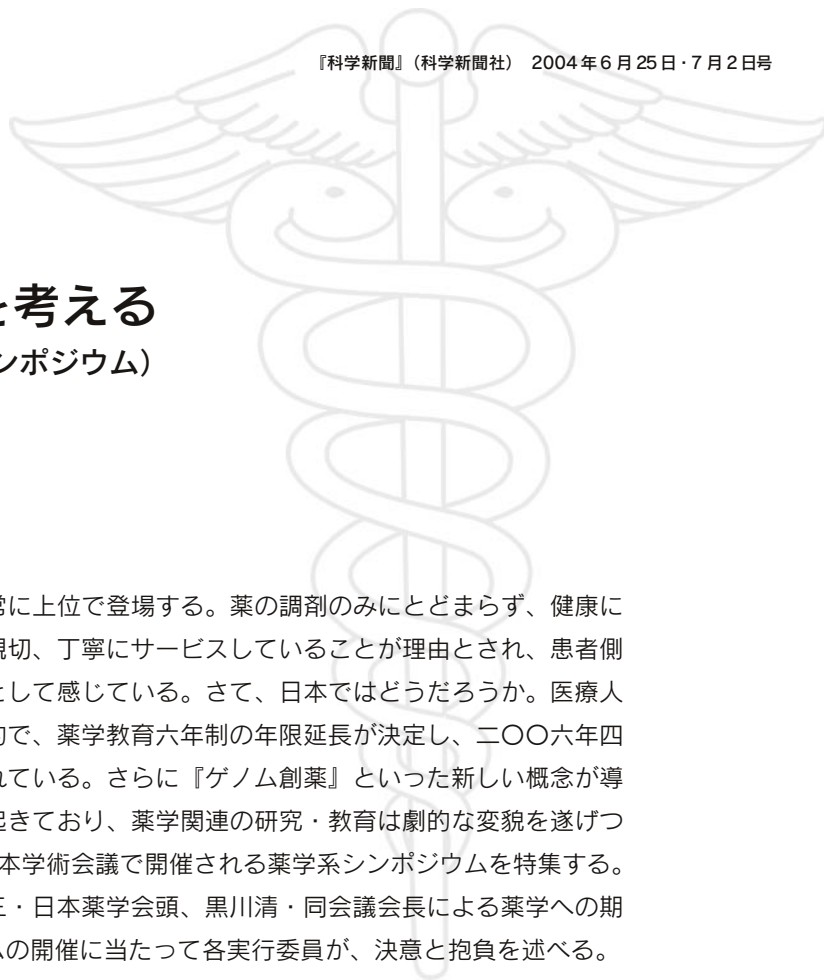 『科学新聞』（科学新聞社） 2004年6月25日・7月2日号
考える
ンポジウム）
に上位で登場する。薬の調剤のみにとどまらず、健康に
切、丁寧にサービスしていることが理由とされ、患者側
して感じている。さて、日本ではどうだろうか。医療人
で、薬学教育六年制の年限延長が決定し、二〇〇六年四
ている。さらに『ゲノム創薬』といった新しい概念が導
きており、薬学関連の研究・教育は劇的な変貌を遂げつ
本学術会議で開催される薬学系シンポジウムを特集する。
・日本薬学会頭、黒川清・同会議会長による薬学への期
の開催に当たって各実行委員が、決意と抱負を述べる。